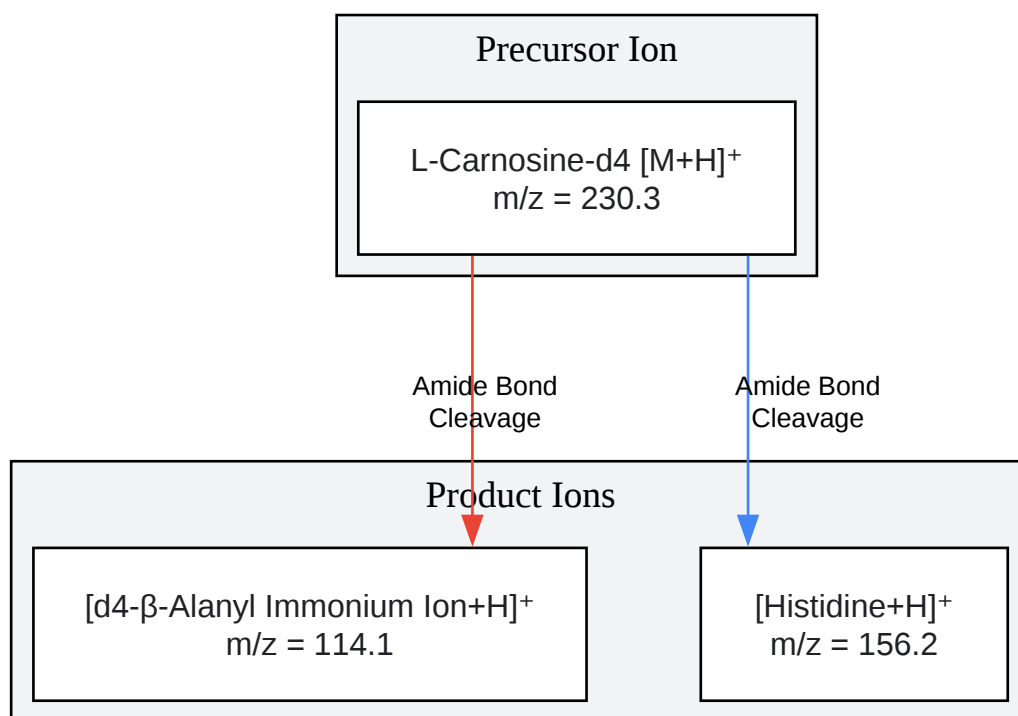 Precursor Ion
L-Carnosine-d4 [M+H]⁺
m/z = 230.3
Amide Bond
Cleavage
Amide Bond
Cleavage
Product Ions
[d4-β-Alanyl Immonium Ion+H]⁺
m/z = 114.1
[Histidine+H]⁺
m/z = 156.2